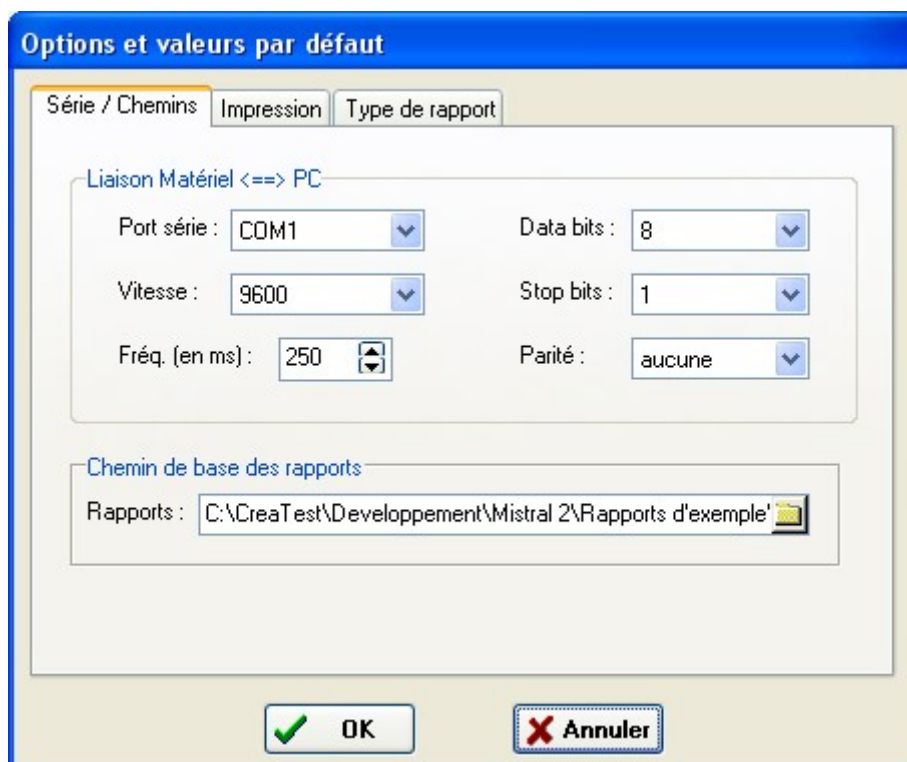 Options et valeurs par défaut
Série / Chemins Impression Type de rapport
Liaison Matériel <==> PC
Port série : COM1 Data bits : 8
Vitesse : 9600 Stop bits : 1
Fréq. (en ms) : 250 Parité : aucune
Chemin de base des rapports
Rapports : C:\CreaTest\Developpement\Mistral 2\Rapports d'exemple'
OK Annuler